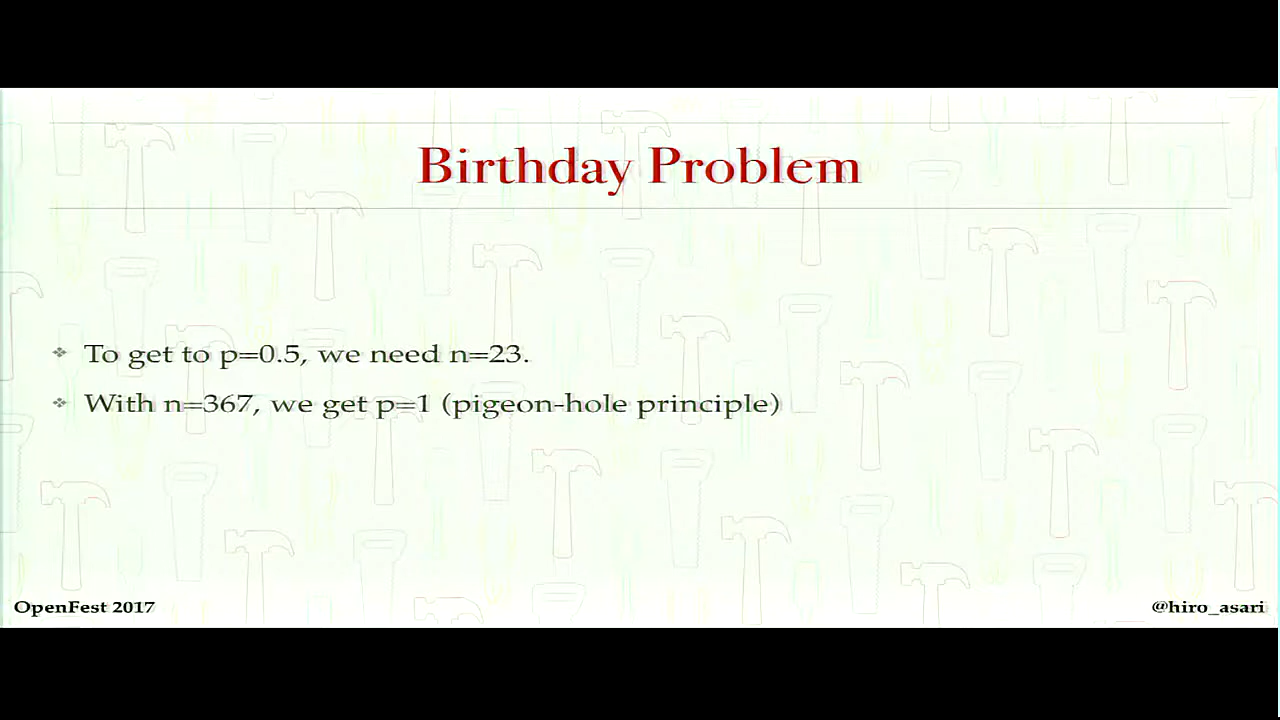 Birthday Problem
To get to p=0.5, we need n=23.
With n=367, we get p=1 (pigeon-hole principle)
OpenFest 2017
@hiro_asari